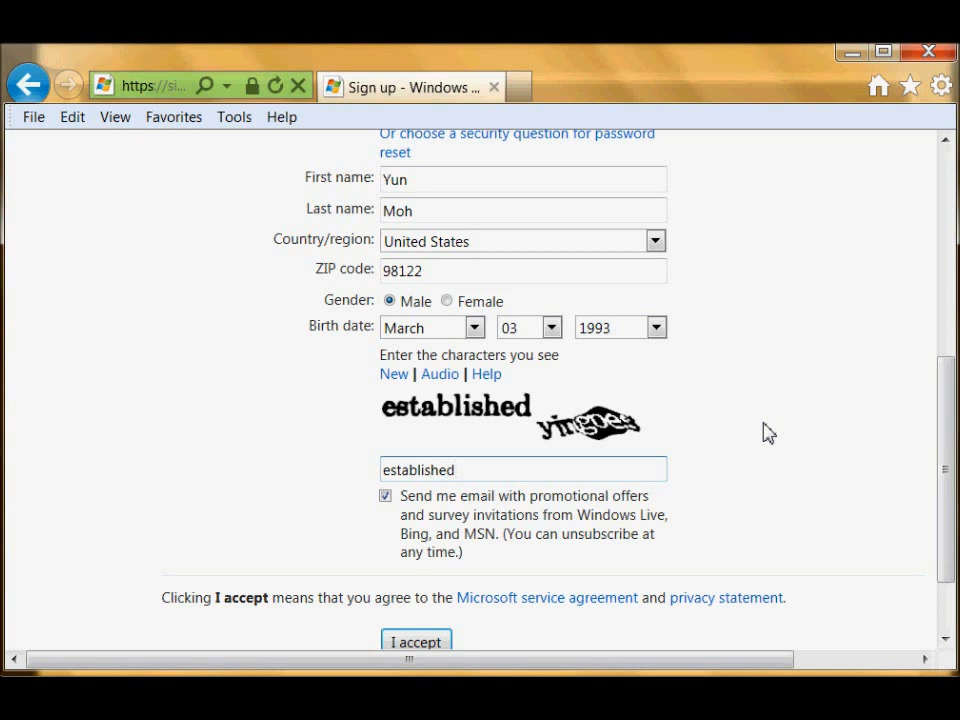 https://si...
Sign up - Windows ...
File Edit View Favorites Tools Help
Or choose a security question for password
reset
First name: Yun
Last name: Moh
Country/region: United States
ZIP code: 98122
Gender: Male Female
Birth date: March 03 1993
Enter the characters you see
New | Audio | Help
established
established
Send me email with promotional offers
and survey invitations from Windows Live,
Bing, and MSN. (You can unsubscribe at
any time.)
Clicking I accept means that you agree to the Microsoft service agreement and privacy statement.
I accept